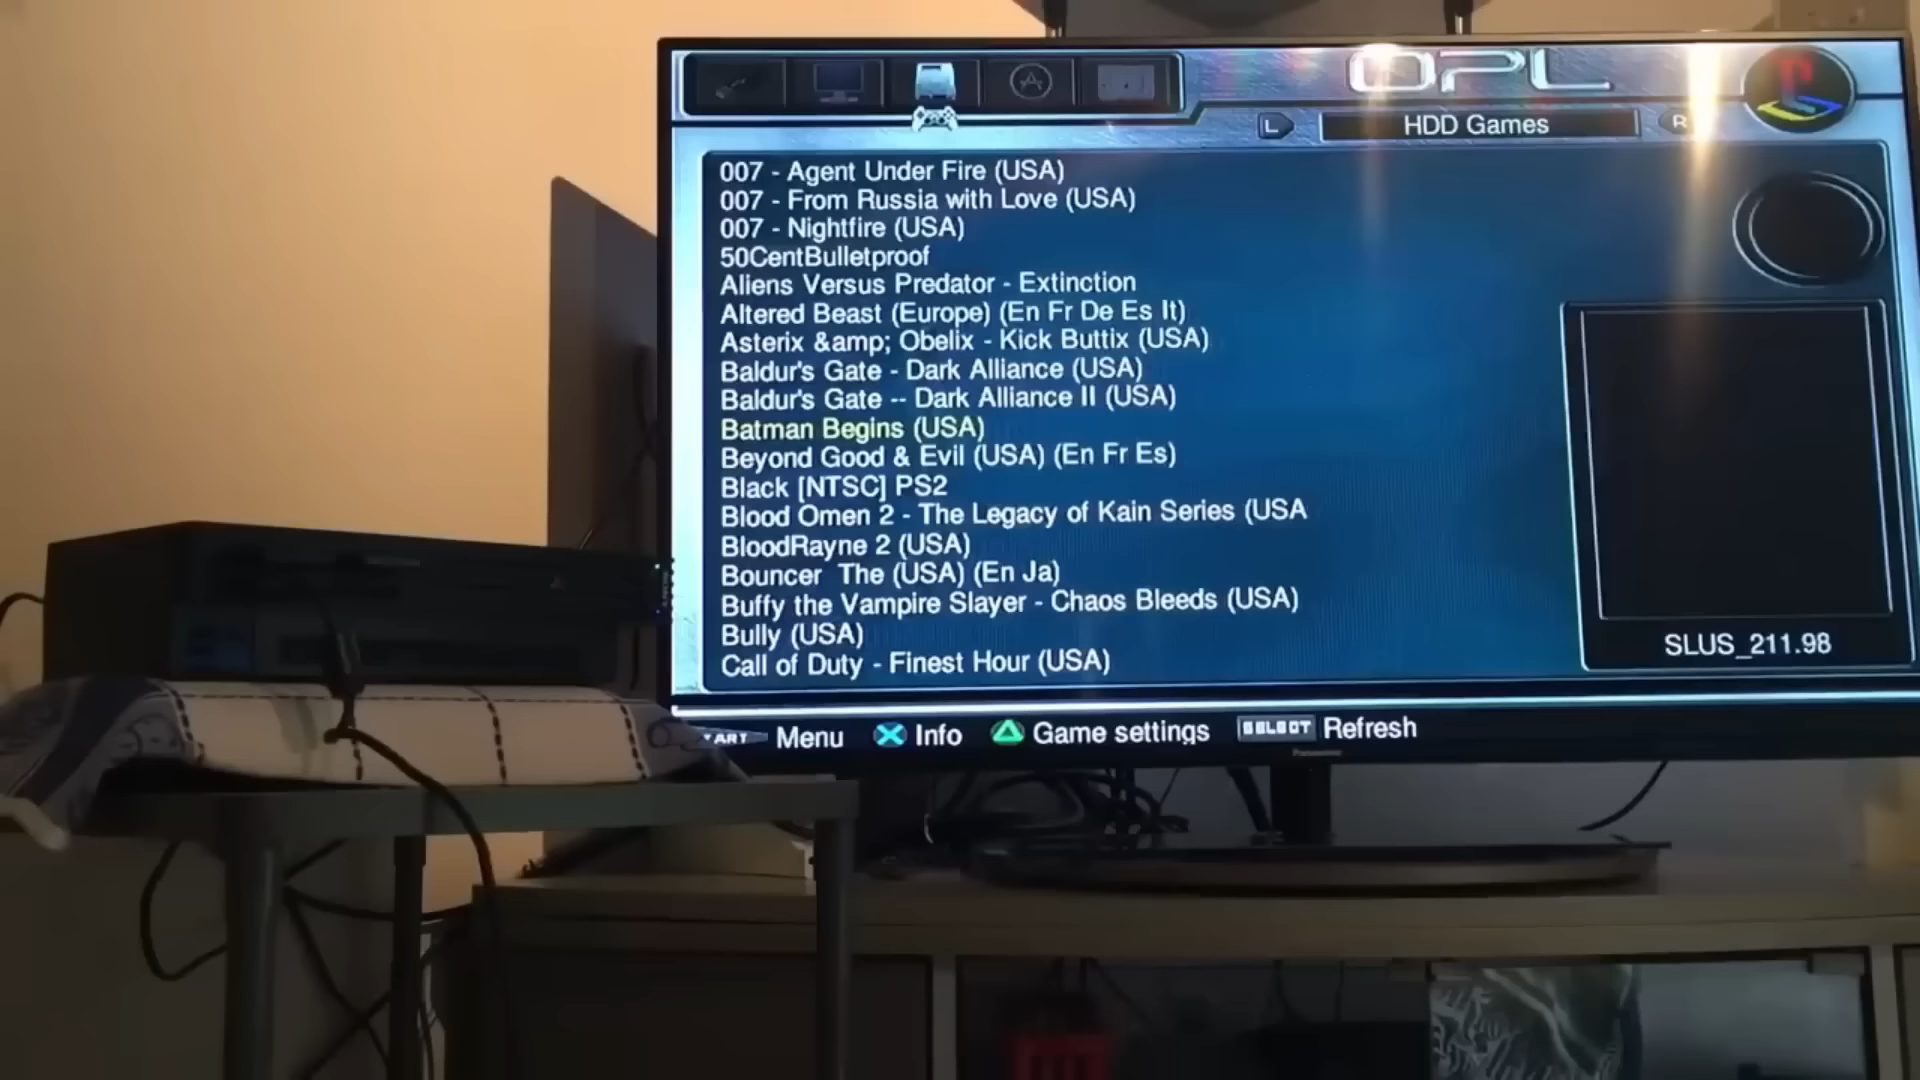 OPL
L
HDD Games
R
007 - Agent Under Fire (USA)
007 - From Russia with Love (USA)
007 - Nightfire (USA)
50CentBulletproof
Aliens Versus Predator - Extinction
Altered Beast (Europe) (En Fr De Es It)
Asterix &amp; Obelix - Kick Buttix (USA)
Baldur's Gate - Dark Alliance (USA)
Baldur's Gate -- Dark Alliance II (USA)
Batman Begins (USA)
Beyond Good & Evil (USA) (En Fr Es)
Black [NTSC] PS2
Blood Omen 2 - The Legacy of Kain Series (USA
BloodRayne 2 (USA)
Bouncer  The (USA) (En Ja)
Buffy the Vampire Slayer - Chaos Bleeds (USA)
Bully (USA)
Call of Duty - Finest Hour (USA)
SLUS_211.98
TART Menu Info Game settings SELECT Refresh
Panasonic